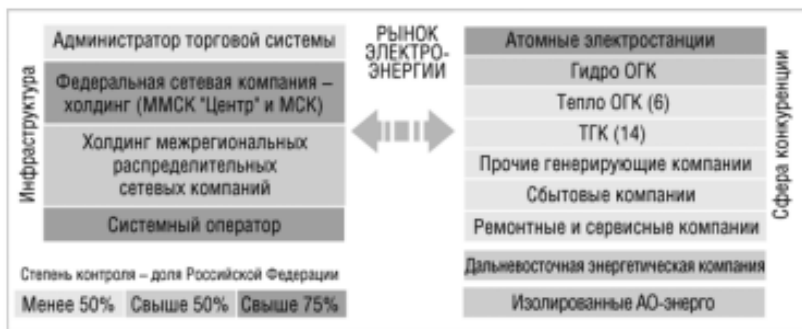 Инфраструктура
Администратор торговой системы
Федеральная сетевая компания –
холдинг (ММСК "Центр" и МСК)
Холдинг межрегиональных
распределительных
сетевых компаний
Системный оператор
Степень контроля – доля Российской Федерации
Менее 50% Свыше 50% Свыше 75%
РЫНОК
ЭЛЕКТРО-
ЭНЕРГИИ
Атомные электростанции
Гидро ОГК
Тепло ОГК (6)
ТГК (14)
Прочие генерирующие компании
Сбытовые компании
Ремонтные и сервисные компании
Дальневосточная энергетическая компания
Изолированные АО-энерго
Сфера конкуренции